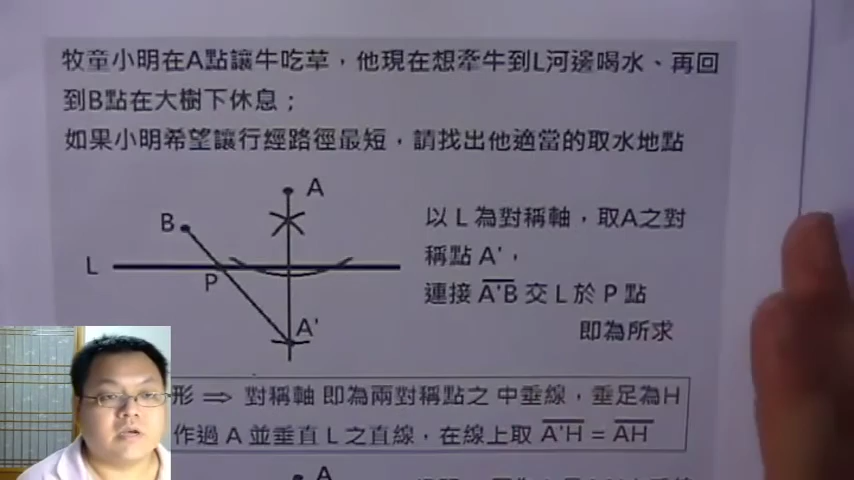 牧童小明在A點讓牛吃草，他現在想牽牛到L河邊喝水、再回
到B點在大樹下休息；
如果小明希望讓行經路徑最短，請找出他適當的取水地點
A
B
L
P
A'
以 L 為對稱軸，取A之對
稱點 A'，
連接 A'B 交 L 於 P 點
即為所求
形 ⇒ 對稱軸 即為兩對稱點之 中垂線，垂足為H
作過 A 並垂直 L 之直線，在線上取 A'H = AH
A